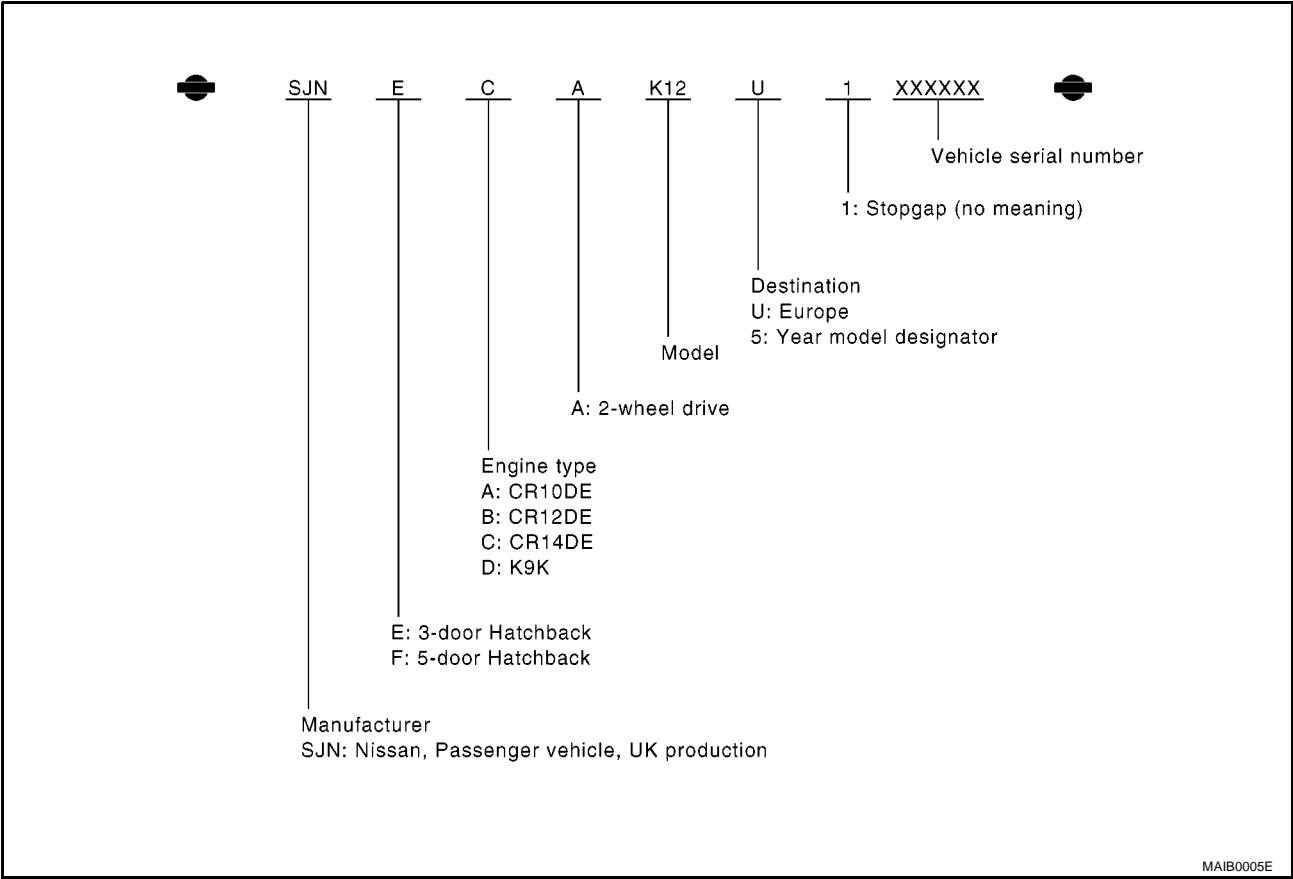 SJN E C A K12 U 1 XXXXXX
Vehicle serial number
1: Stopgap (no meaning)
Destination
U: Europe
5: Year model designator
Model
A: 2-wheel drive
Engine type
A: CR10DE
B: CR12DE
C: CR14DE
D: K9K
E: 3-door Hatchback
F: 5-door Hatchback
Manufacturer
SJN: Nissan, Passenger vehicle, UK production
MAIB0005E